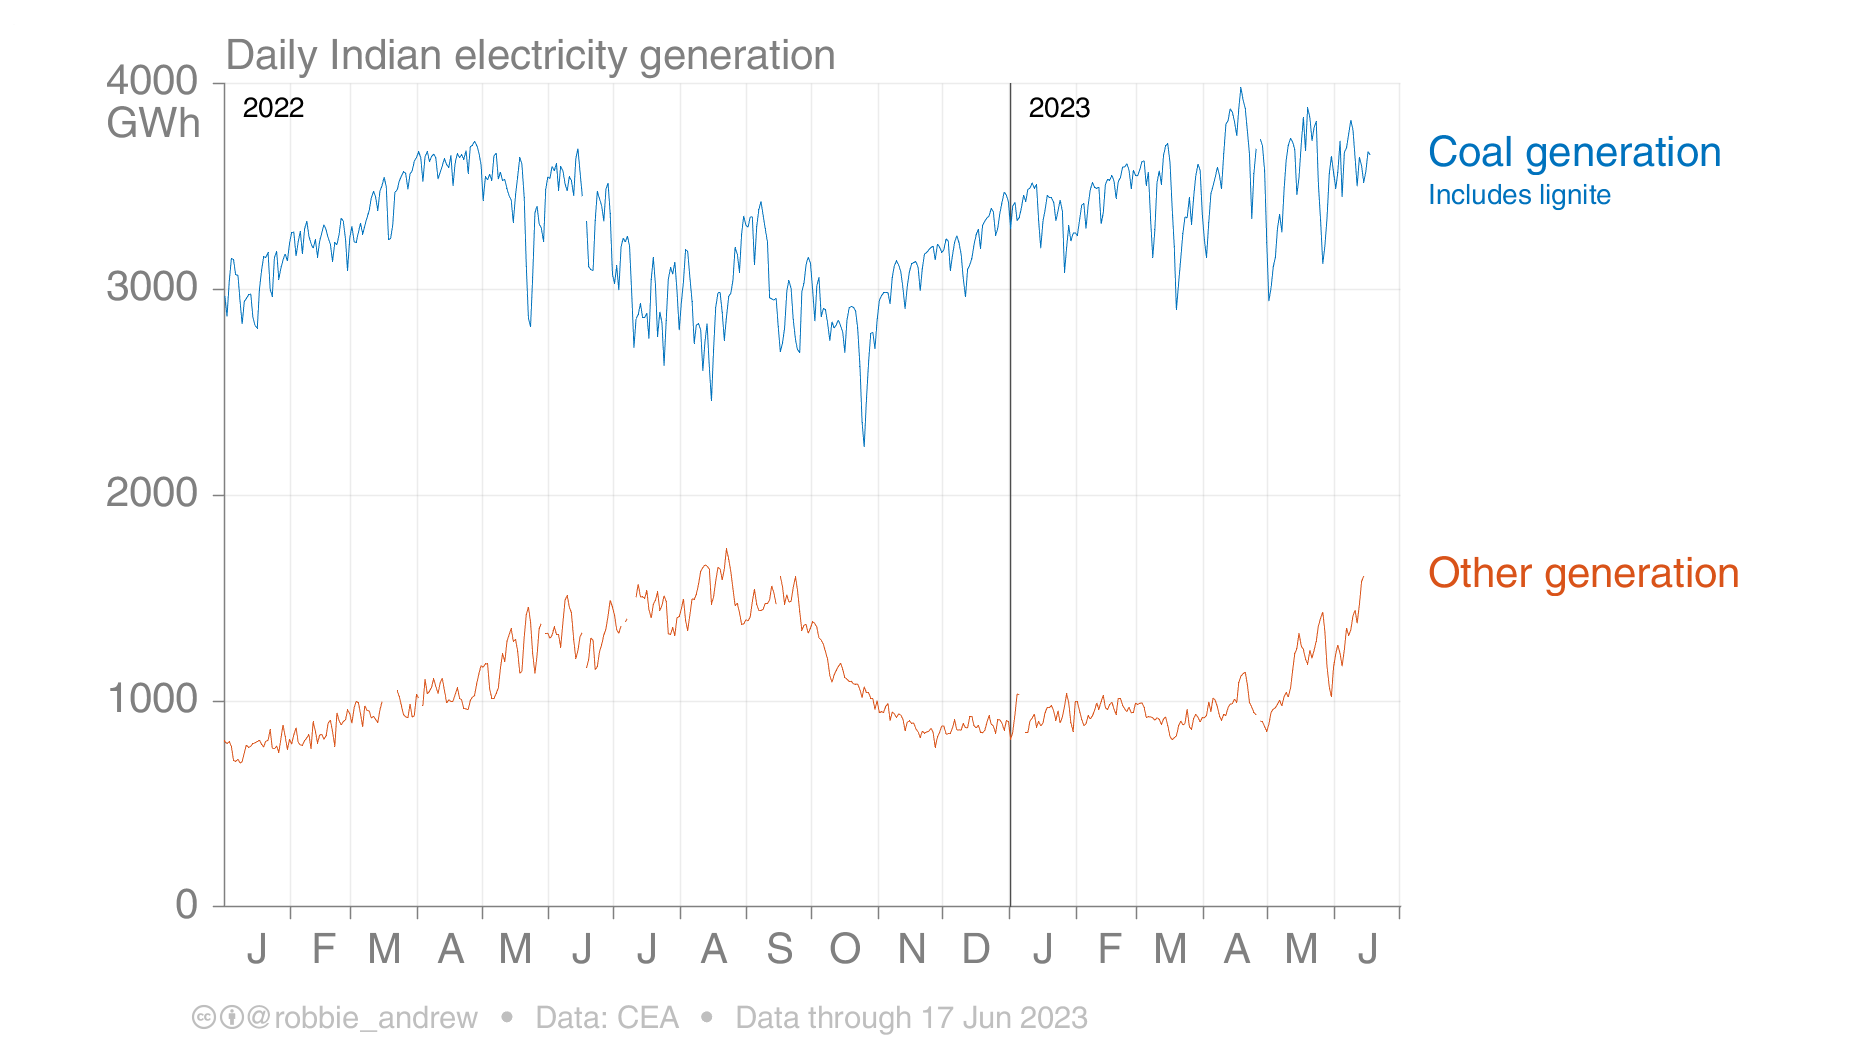 Daily Indian electricity generation
4000
GWh
2022
2023
Coal generation
Includes lignite
3000
2000
Other generation
1000
0
J F M A M J J A S O N D J F M A M J
cc @robbie_andrew • Data: CEA • Data through 17 Jun 2023